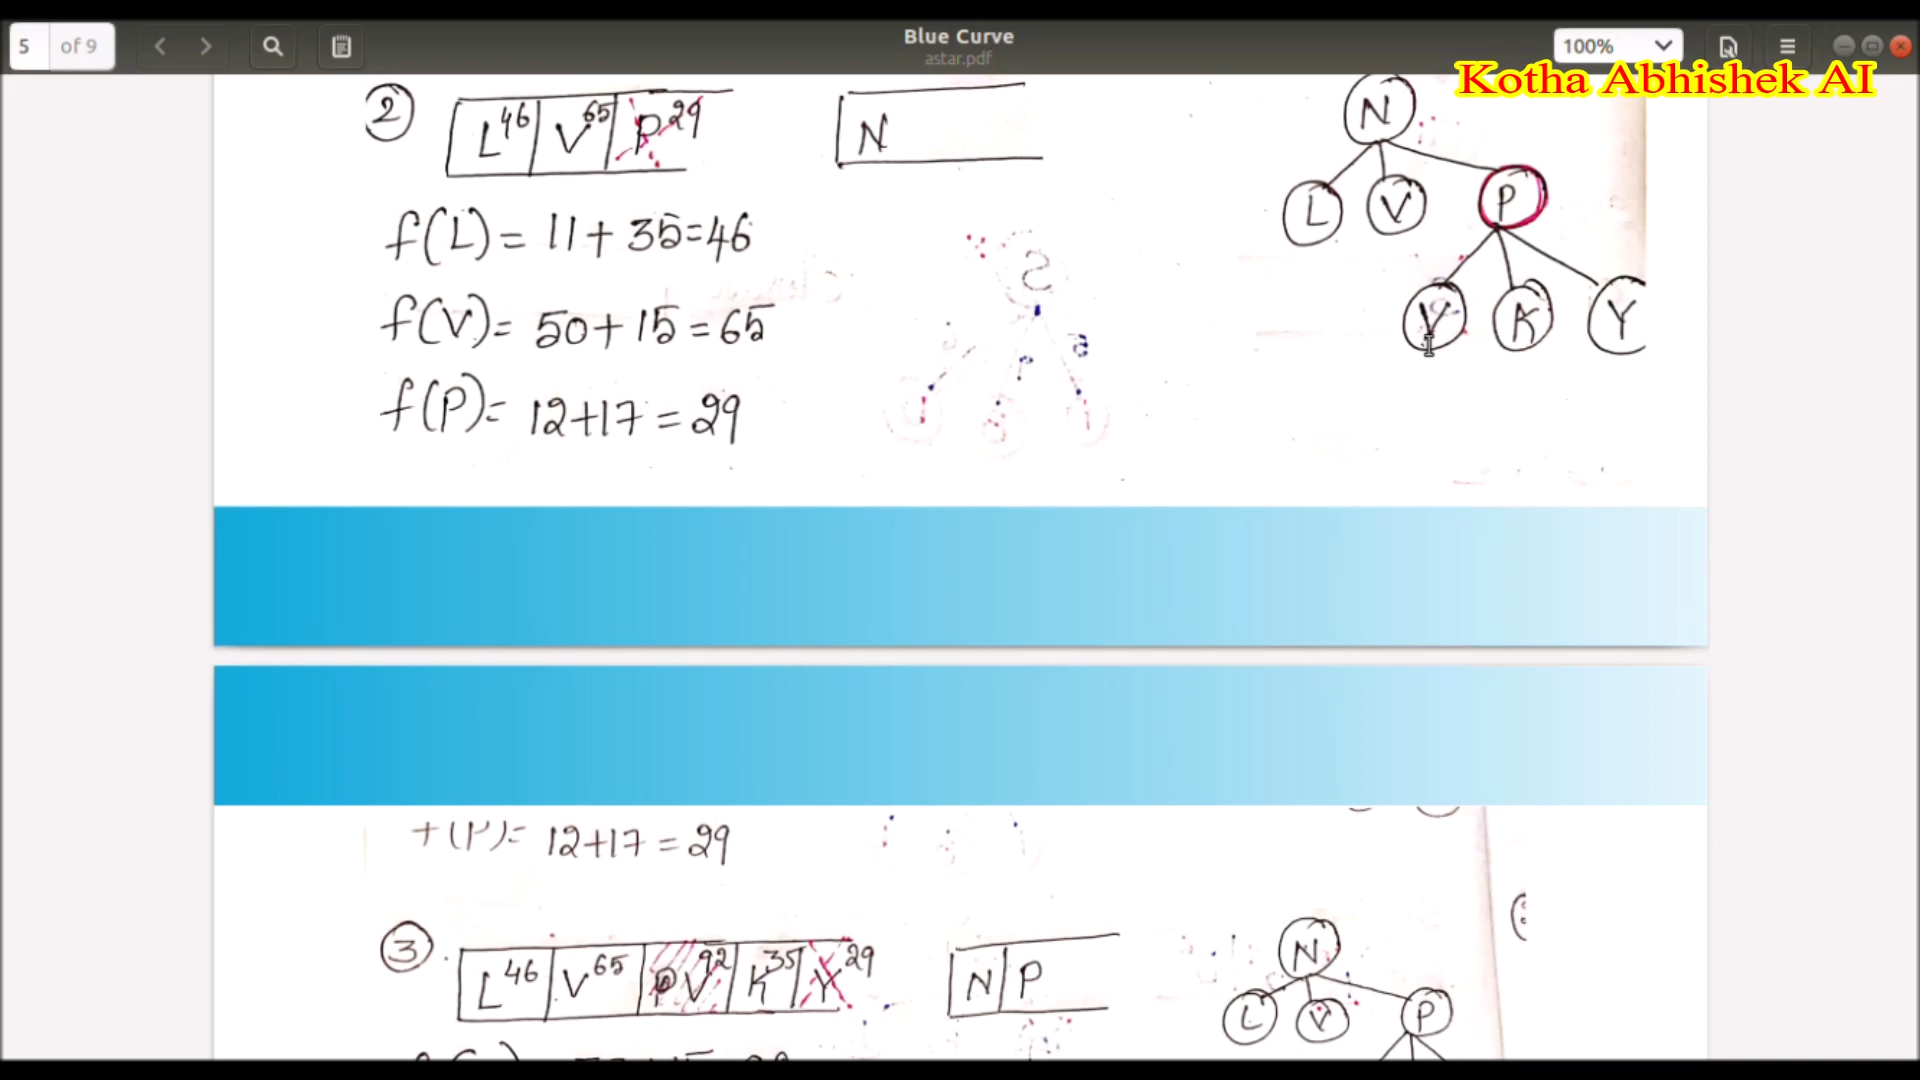 5 of 9
Blue Curve
astar.pdf
100%
Kotha Abhishek AI
2 L46 V65 P29 N
N
L V P
V K Y
f(L) = 11 + 35 = 46
f(V) = 50 + 15 = 65
f(P) = 12 + 17 = 29
f(P) = 12 + 17 = 29
3 L46 V65 PV92 K35 Y29 N P
N
L V P